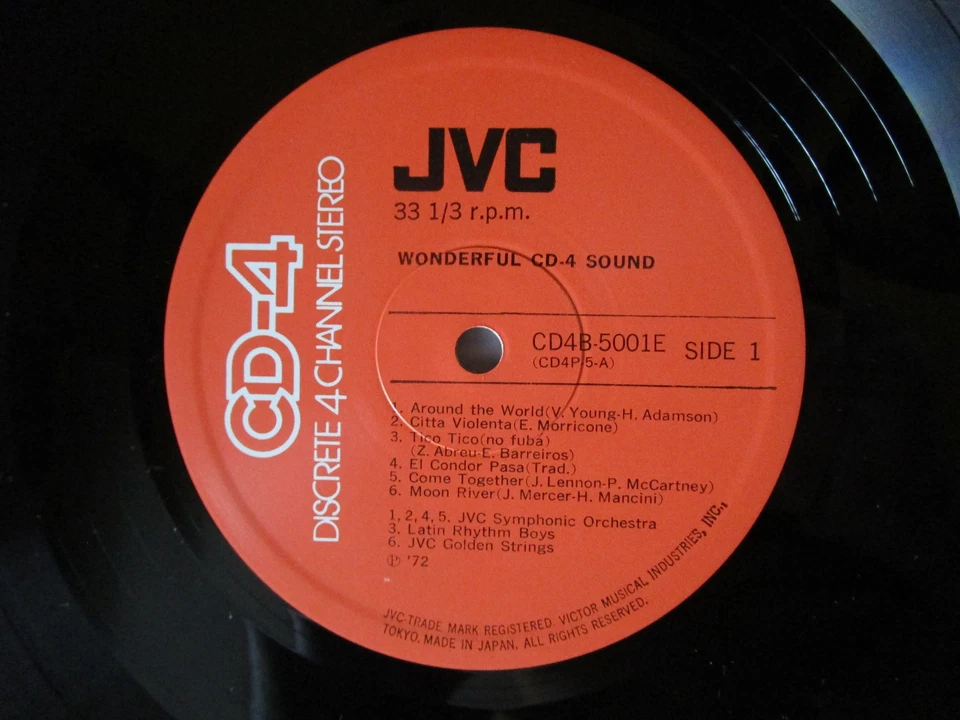 JVC
33 1/3 r.p.m.
WONDERFUL CD-4 SOUND
CD-4
DISCRETE 4 CHANNEL STEREO
CD4B-5001E SIDE 1
(CD4P-5-A)
1. Around the World(V. Young-H. Adamson)
2. Citta Violenta(E. Morricone)
3. Tico Tico(no fubá)
(Z. Abreu-E. Barreiros)
4. El Condor Pasa(Trad.)
5. Come Together(J. Lennon-P. McCartney)
6. Moon River(J. Mercer-H. Mancini)
1, 2, 4, 5. JVC Symphonic Orchestra
3. Latin Rhythm Boys
6. JVC Golden Strings
℗ '72
JVC-TRADE MARK REGISTERED. VICTOR MUSICAL INDUSTRIES, INC.,
TOKYO. MADE IN JAPAN. ALL RIGHTS RESERVED.